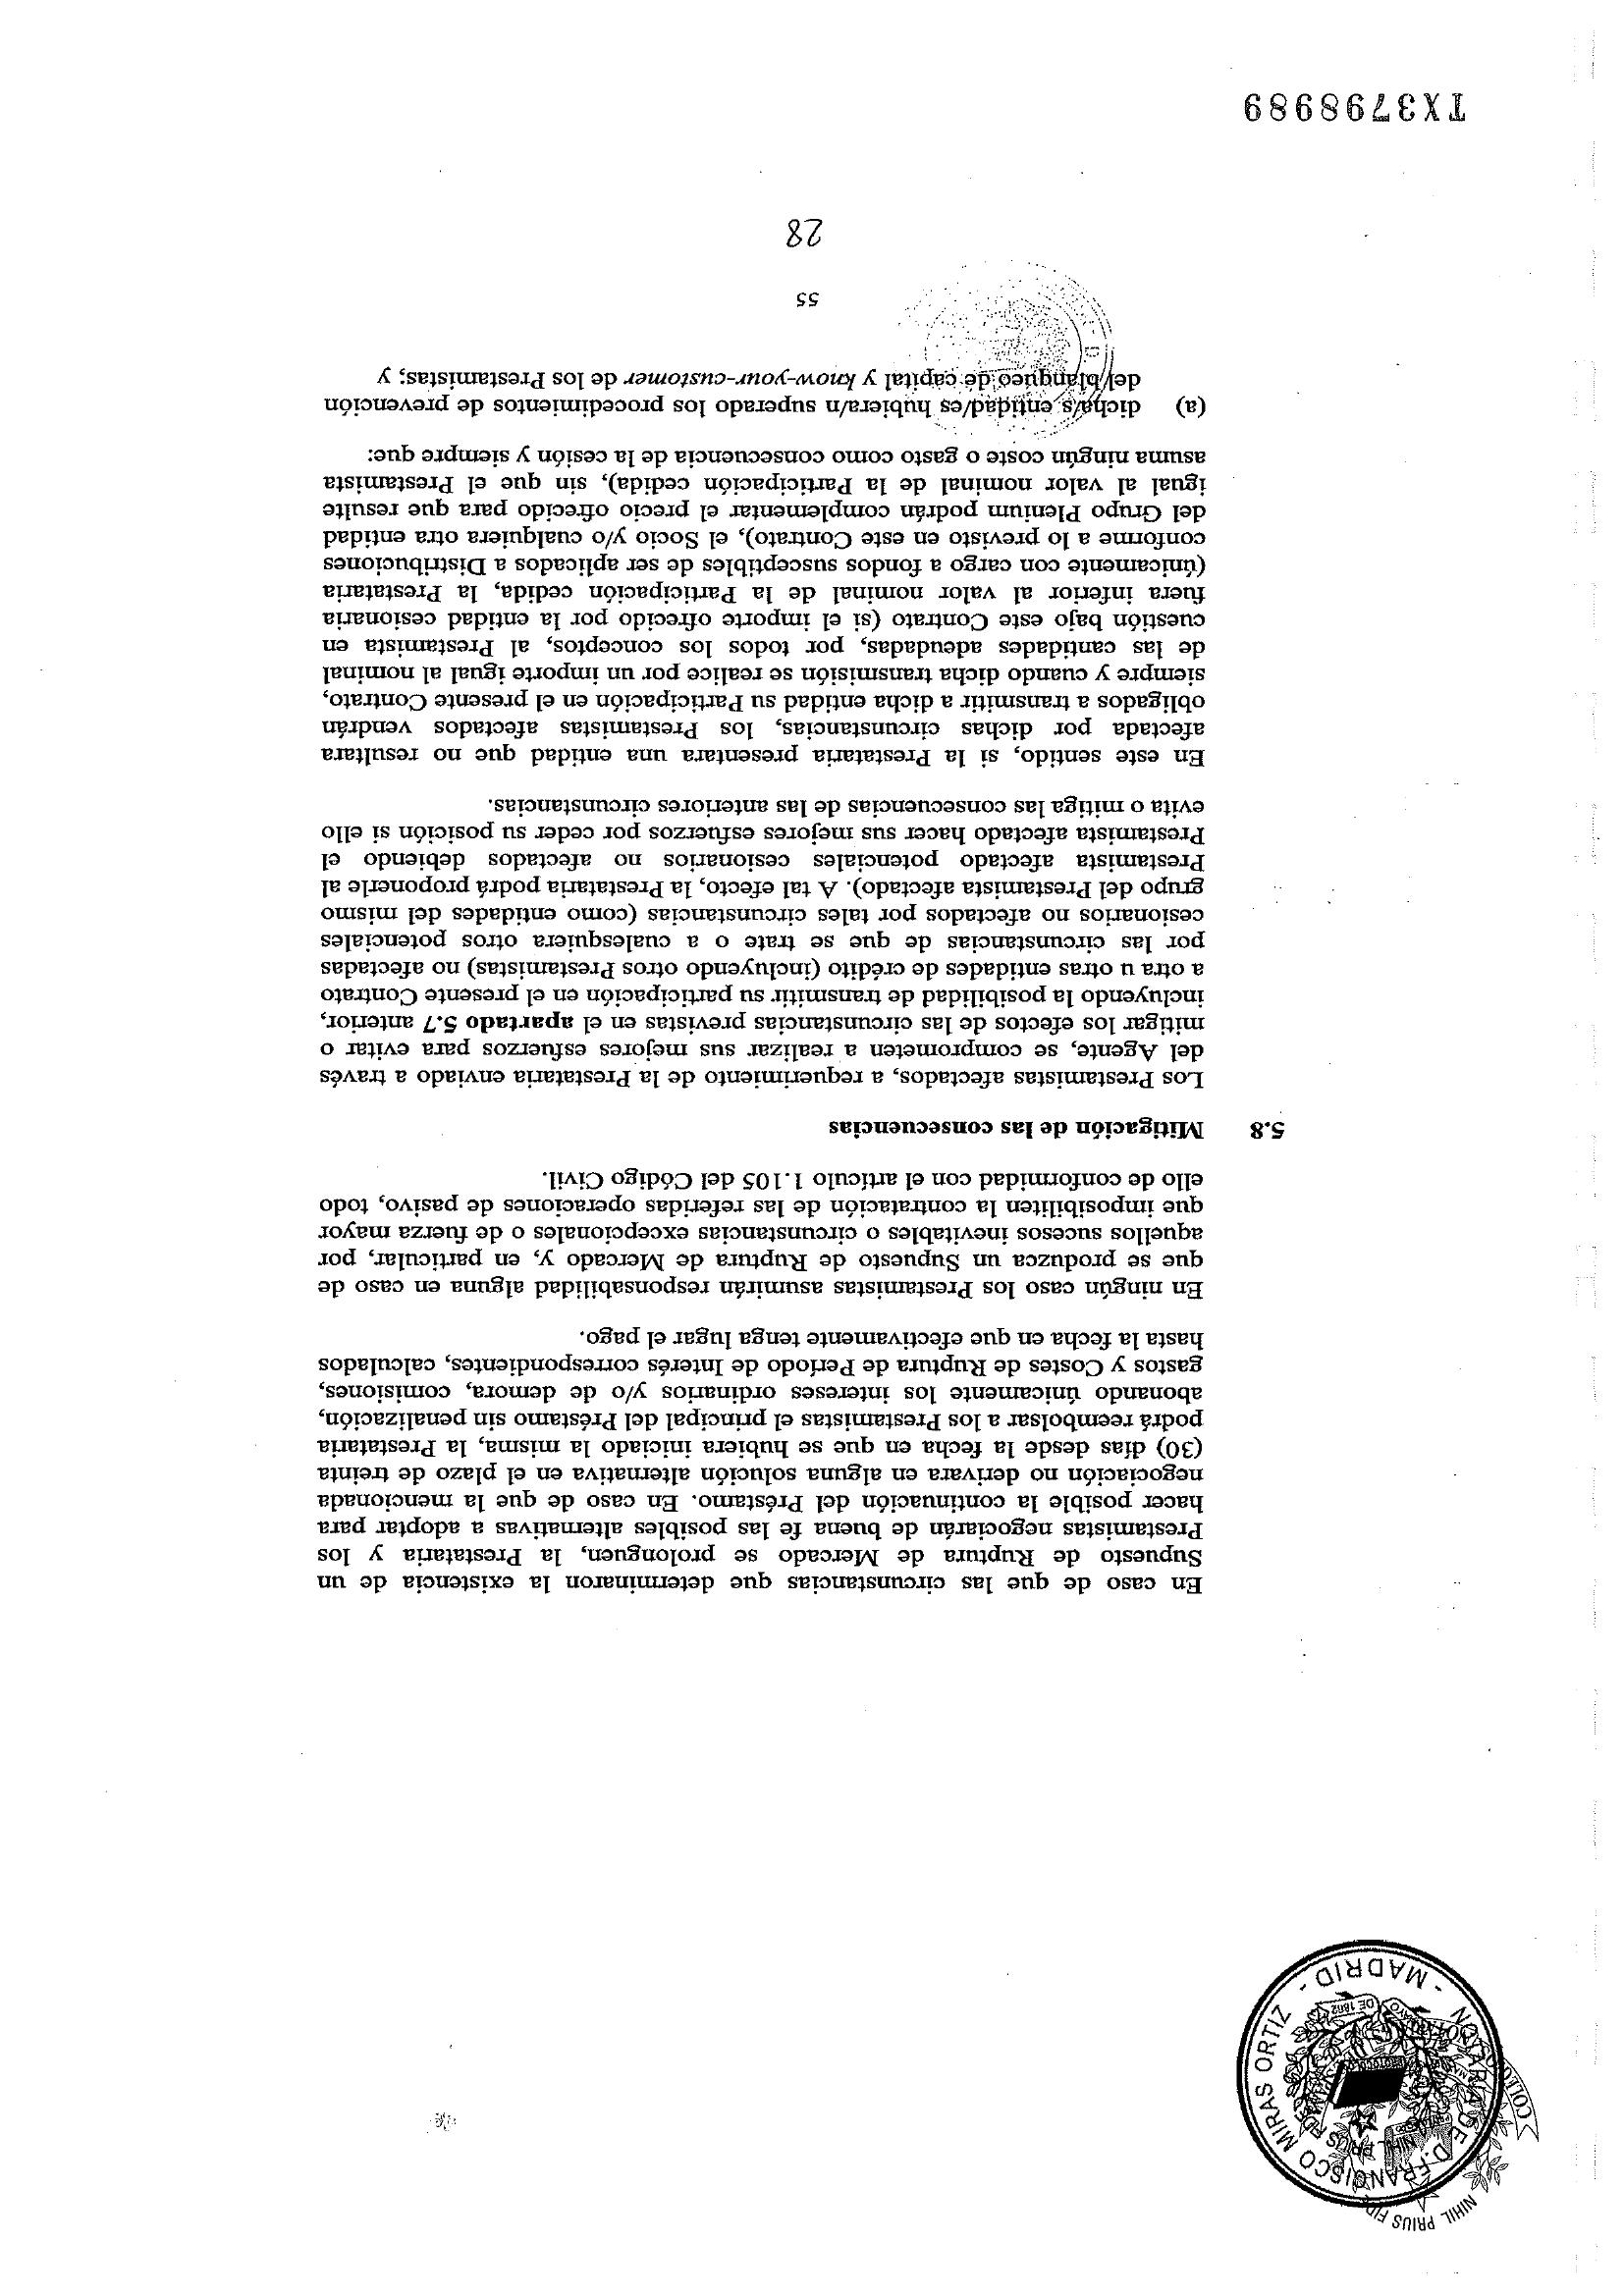 NIHIL PRIUS FIDE
NOTARIA DE D. FRANCISCO MIRAS ORTIZ
- MADRID -
NIHIL PRIUS FIDE
DE 1802
En caso de que las circunstancias que determinaron la existencia de un
Supuesto de Ruptura de Mercado se prolonguen, la Prestataria y los
Prestamistas negociarán de buena fe las posibles alternativas a adoptar para
hacer posible la continuación del Préstamo. En caso de que la mencionada
negociación no derivara en alguna solución alternativa en el plazo de treinta
(30) días desde la fecha en que se hubiera iniciado la misma, la Prestataria
podrá reembolsar a los Prestamistas el principal del Préstamo sin penalización,
abonando únicamente los intereses ordinarios y/o de demora, comisiones,
gastos y Costes de Ruptura de Período de Interés correspondientes, calculados
hasta la fecha en que efectivamente tenga lugar el pago.
En ningún caso los Prestamistas asumirán responsabilidad alguna en caso de
que se produzca un Supuesto de Ruptura de Mercado y, en particular, por
aquellos sucesos inevitables o circunstancias excepcionales o de fuerza mayor
que imposibiliten la contratación de las referidas operaciones de pasivo, todo
ello de conformidad con el artículo 1.105 del Código Civil.
5.8 Mitigación de las consecuencias
Los Prestamistas afectados, a requerimiento de la Prestataria enviado a través
del Agente, se comprometen a realizar sus mejores esfuerzos para evitar o
mitigar los efectos de las circunstancias previstas en el apartado 5.7 anterior,
incluyendo la posibilidad de transmitir su participación en el presente Contrato
a otra u otras entidades de crédito (incluyendo otros Prestamistas) no afectadas
por las circunstancias de que se trate o a cualesquiera otros potenciales
cesionarios no afectados por tales circunstancias (como entidades del mismo
grupo del Prestamista afectado). A tal efecto, la Prestataria podrá proponerle al
Prestamista afectado potenciales cesionarios no afectados debiendo el
Prestamista afectado hacer sus mejores esfuerzos por ceder su posición si ello
evita o mitiga las consecuencias de las anteriores circunstancias.
En este sentido, si la Prestataria presentara una entidad que no resultara
afectada por dichas circunstancias, los Prestamistas afectados vendrán
obligados a transmitir a dicha entidad su Participación en el presente Contrato,
siempre y cuando dicha transmisión se realice por un importe igual al nominal
de las cantidades adeudadas, por todos los conceptos, al Prestamista en
cuestión bajo este Contrato (si el importe ofrecido por la entidad cesionaria
fuera inferior al valor nominal de la Participación cedida, la Prestataria
(únicamente con cargo a fondos susceptibles de ser aplicados a Distribuciones
conforme a lo previsto en este Contrato), el Socio y/o cualquiera otra entidad
del Grupo Plenium podrán complementar el precio ofrecido para que resulte
igual al valor nominal de la Participación cedida), sin que el Prestamista
asuma ningún coste o gasto como consecuencia de la cesión y siempre que:
(a) dicha/s entidad/es hubiera/n superado los procedimientos de prevención
del blanqueo de capital y know-your-customer de los Prestamistas; y
55
28
TX3798989